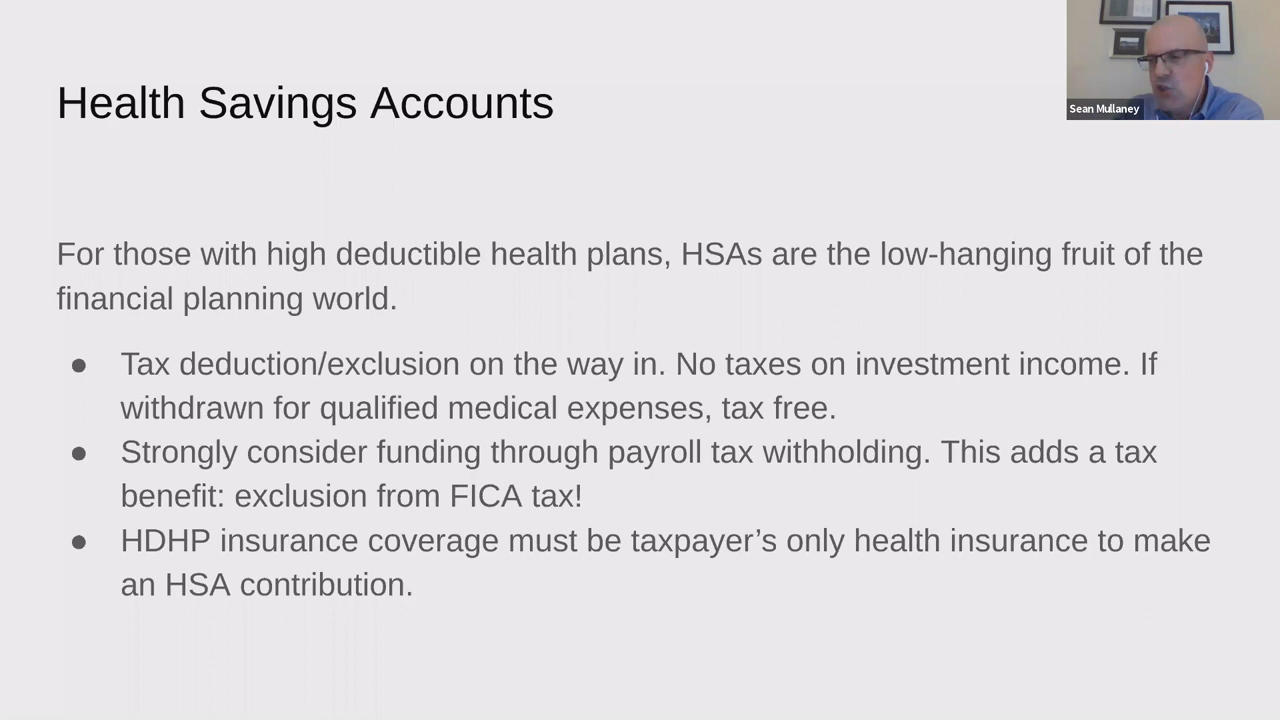 Health Savings Accounts
Sean Mullaney
For those with high deductible health plans, HSAs are the low-hanging fruit of the
financial planning world.
● Tax deduction/exclusion on the way in. No taxes on investment income. If
withdrawn for qualified medical expenses, tax free.
● Strongly consider funding through payroll tax withholding. This adds a tax
benefit: exclusion from FICA tax!
● HDHP insurance coverage must be taxpayer’s only health insurance to make
an HSA contribution.